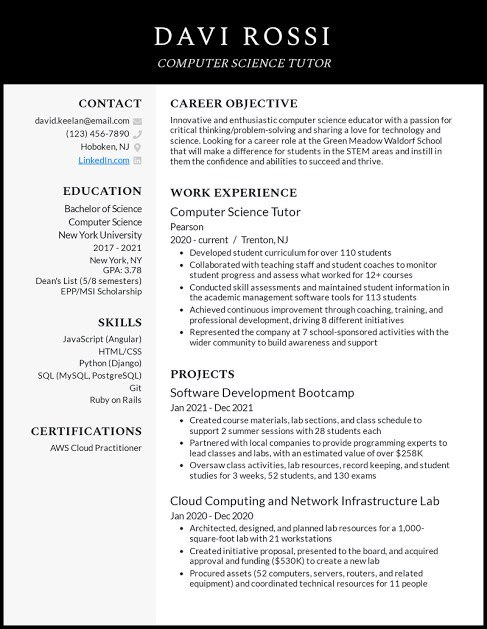 DAVI ROSSI
COMPUTER SCIENCE TUTOR
CONTACT
david.keelan@email.com
(123) 456-7890
Hoboken, NJ
LinkedIn.com
EDUCATION
Bachelor of Science
Computer Science
New York University
2017 - 2021
New York, NY
GPA: 3.78
Dean's List (5/8 semesters)
EPP/MSI Scholarship
SKILLS
JavaScript (Angular)
HTML/CSS
Python (Django)
SQL (MySQL, PostgreSQL)
Git
Ruby on Rails
CERTIFICATIONS
AWS Cloud Practitioner
CAREER OBJECTIVE
Innovative and enthusiastic computer science educator with a passion for
critical thinking/problem-solving and sharing a love for technology and
science. Looking for a career role at the Green Meadow Waldorf School
that will make a difference for students in the STEM areas and instill in
them the confidence and abilities to succeed and thrive.
WORK EXPERIENCE
Computer Science Tutor
Pearson
2020 - current / Trenton, NJ
• Developed student curriculum for over 110 students
• Collaborated with teaching staff and student coaches to monitor
student progress and assess what worked for 12+ courses
• Conducted skill assessments and maintained student information in
the academic management software tools for 113 students
• Achieved continuous improvement through coaching, training, and
professional development, driving 8 different initiatives
• Represented the company at 7 school-sponsored activities with the
wider community to build awareness and support
PROJECTS
Software Development Bootcamp
Jan 2021 - Dec 2021
• Created course materials, lab sections, and class schedule to
support 2 summer sessions with 28 students each
• Partnered with local companies to provide programming experts to
lead classes and labs, with an estimated value of over $258K
• Oversaw class activities, lab resources, record keeping, and student
studies for 3 weeks, 52 students, and 130 exams
Cloud Computing and Network Infrastructure Lab
Jan 2020 - Dec 2020
• Architected, designed, and planned lab resources for a 1,000-
square-foot lab with 21 workstations
• Created initiative proposal, presented to the board, and acquired
approval and funding ($530K) to create a new lab
• Procured assets (52 computers, servers, routers, and related
equipment) and coordinated technical resources for 11 people